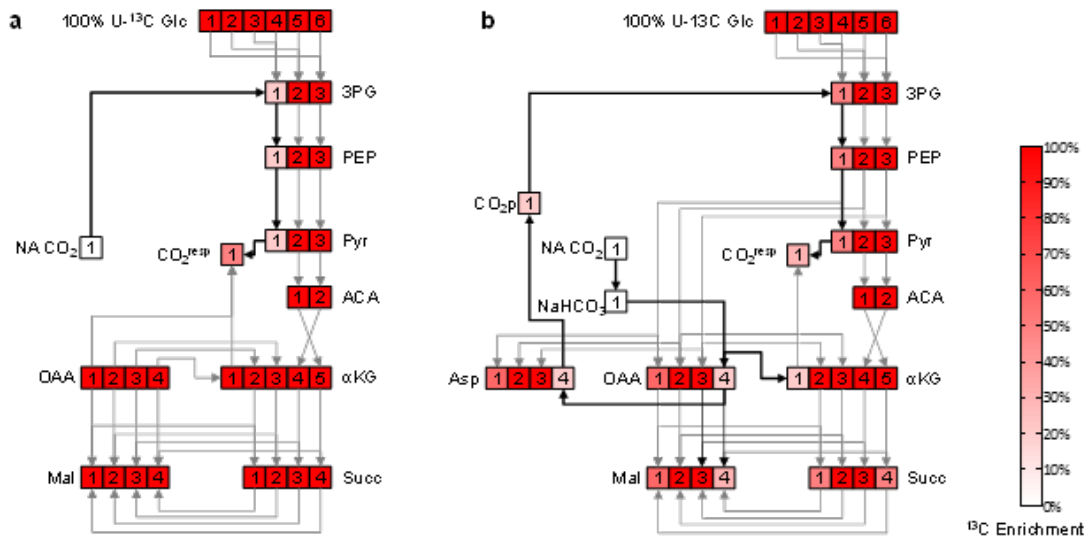 a
100% U-¹³C Glc 1 2 3 4 5 6
1 2 3 3PG
1 2 3 PEP
NA CO₂ 1
CO₂ʳᵉˢᵖ 1
1 2 3 Pyr
1 2 ACA
OAA 1 2 3 4
1 2 3 4 5 αKG
Mal 1 2 3 4
1 2 3 4 Succ
b
100% U-13C Glc 1 2 3 4 5 6
1 2 3 3PG
1 2 3 PEP
CO₂p 1
NA CO₂ 1
CO₂ʳᵉˢᵖ 1
1 2 3 Pyr
NaHCO₃ 1
1 2 ACA
Asp 1 2 3 4
OAA 1 2 3 4
1 2 3 4 5 αKG
Mal 1 2 3 4
1 2 3 4 Succ
100%
90%
80%
70%
60%
50%
40%
30%
20%
10%
0%
¹³C Enrichment